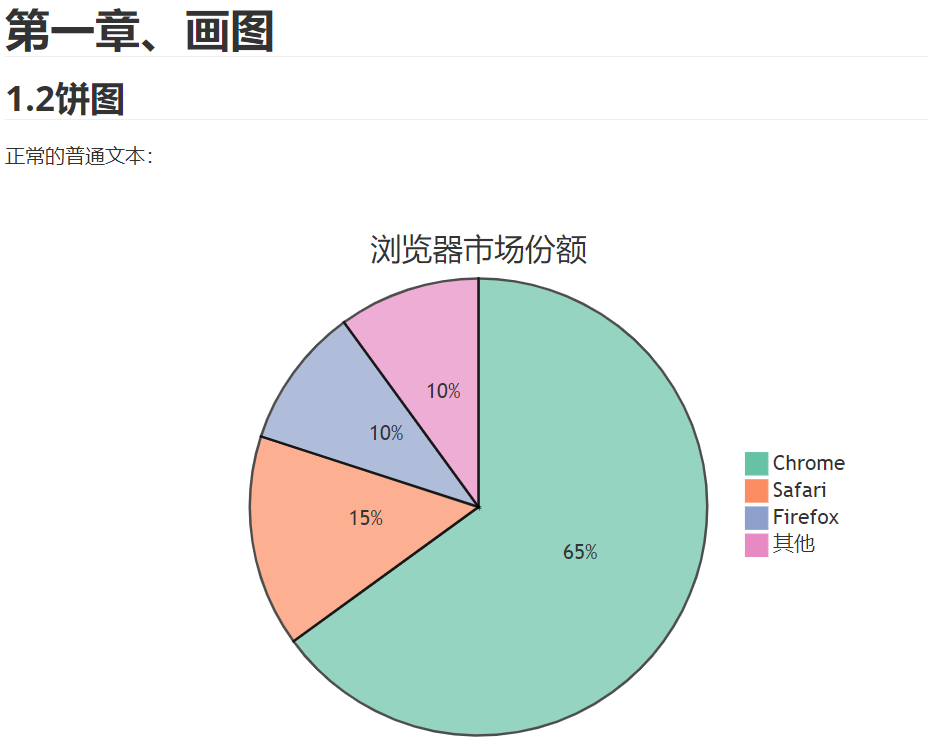 第一章、画图
1.2饼图
正常的普通文本：
浏览器市场份额
10%
10%
15%
65%
Chrome
Safari
Firefox
其他